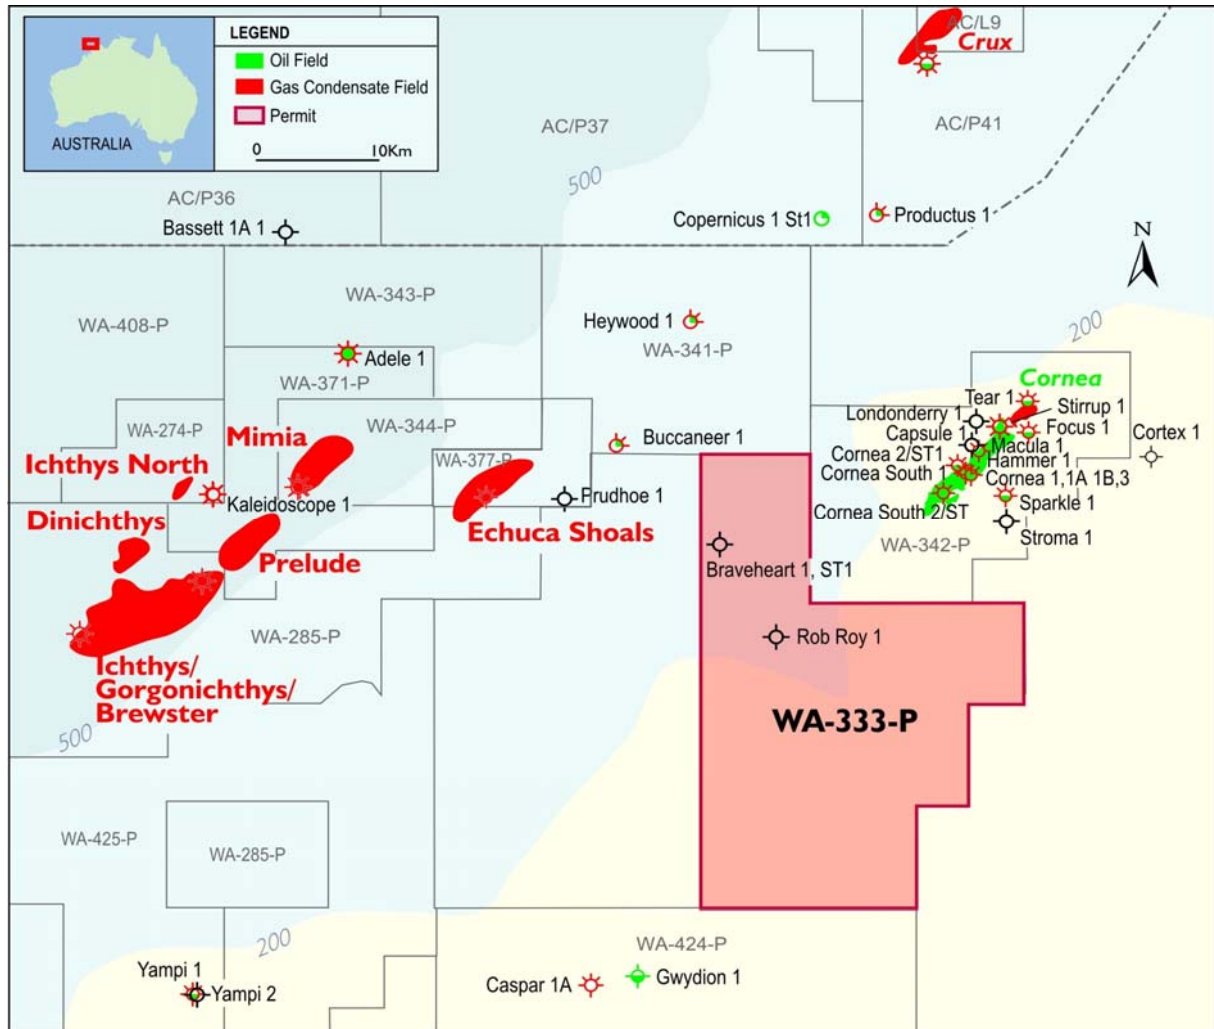 AC/L9
Crux
LEGEND
Oil Field
Gas Condensate Field
Permit
0 10Km
AUSTRALIA
AC/P37
AC/P41
500
AC/P36
Bassett 1A 1
Copernicus 1 St1
Productus 1
N
WA-343-P
WA-408-P
Heywood 1
WA-341-P
200
Adele 1
WA-371-P
Cornea
Tear 1
Stirrup 1
Londonderry 1
Focus 1
WA-344-P
WA-274-P
Mimia
Capsule 1
Macula 1
Cortex 1
Buccaneer 1
Cornea 2/ST1
Hammer 1
WA-377-P
Ichthys North
Cornea South 1
Cornea 1,1A 1B,3
Kaleidoscope 1
Prudhoe 1
Sparkle 1
Cornea South 2/ST
Dinichthys
Echuca Shoals
Stroma 1
WA-342-P
Prelude
Braveheart 1, ST1
WA-285-P
Rob Roy 1
Ichthys/
Gorgonichthys/
Brewster
WA-333-P
500
WA-425-P
WA-285-P
200
WA-424-P
Yampi 1
Yampi 2
Caspar 1A
Gwydion 1